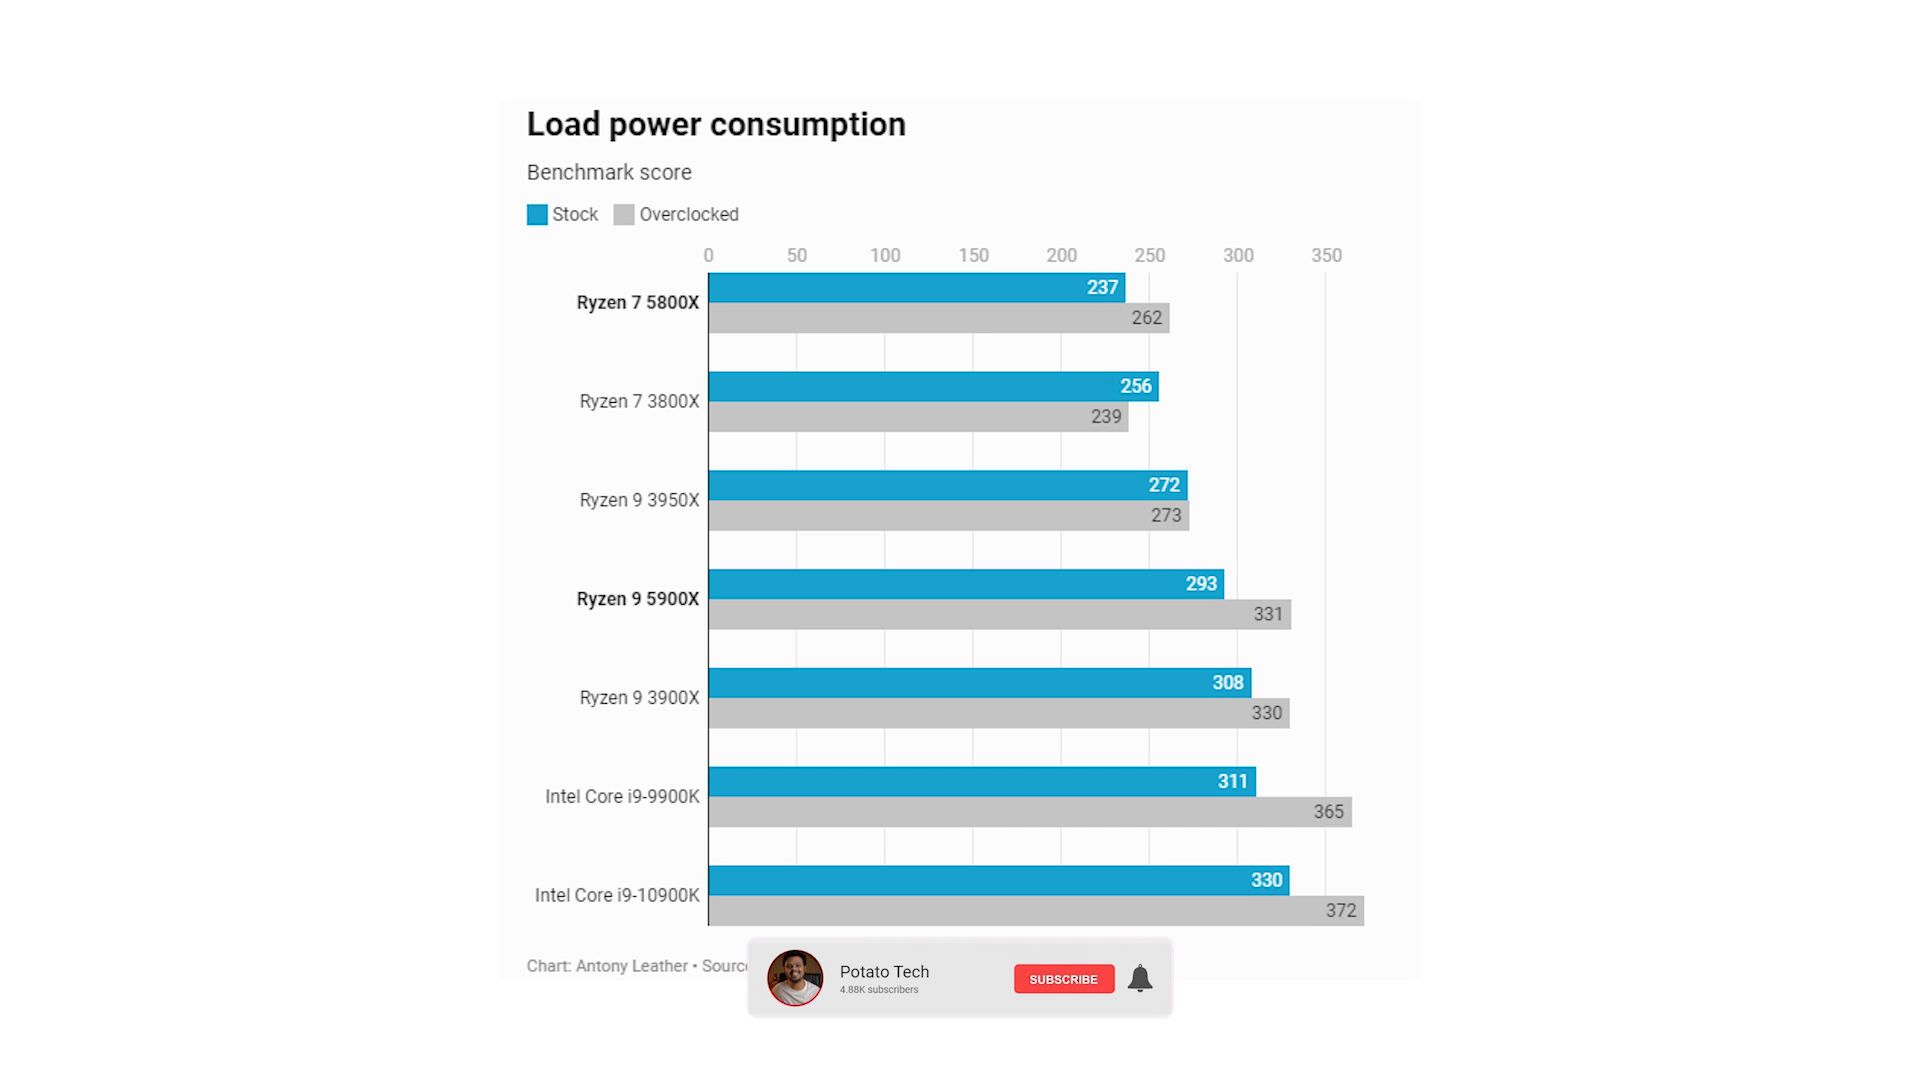 Load power consumption
Benchmark score
Stock Overclocked
0 50 100 150 200 250 300 350
Ryzen 7 5800X 237
262
Ryzen 7 3800X 256
239
Ryzen 9 3950X 272
273
Ryzen 9 5900X 293
331
Ryzen 9 3900X 308
330
Intel Core i9-9900K 311
365
Intel Core i9-10900K 330
372
Chart: Antony Leather •
Potato Tech
4.88K subscribers
SUBSCRIBE